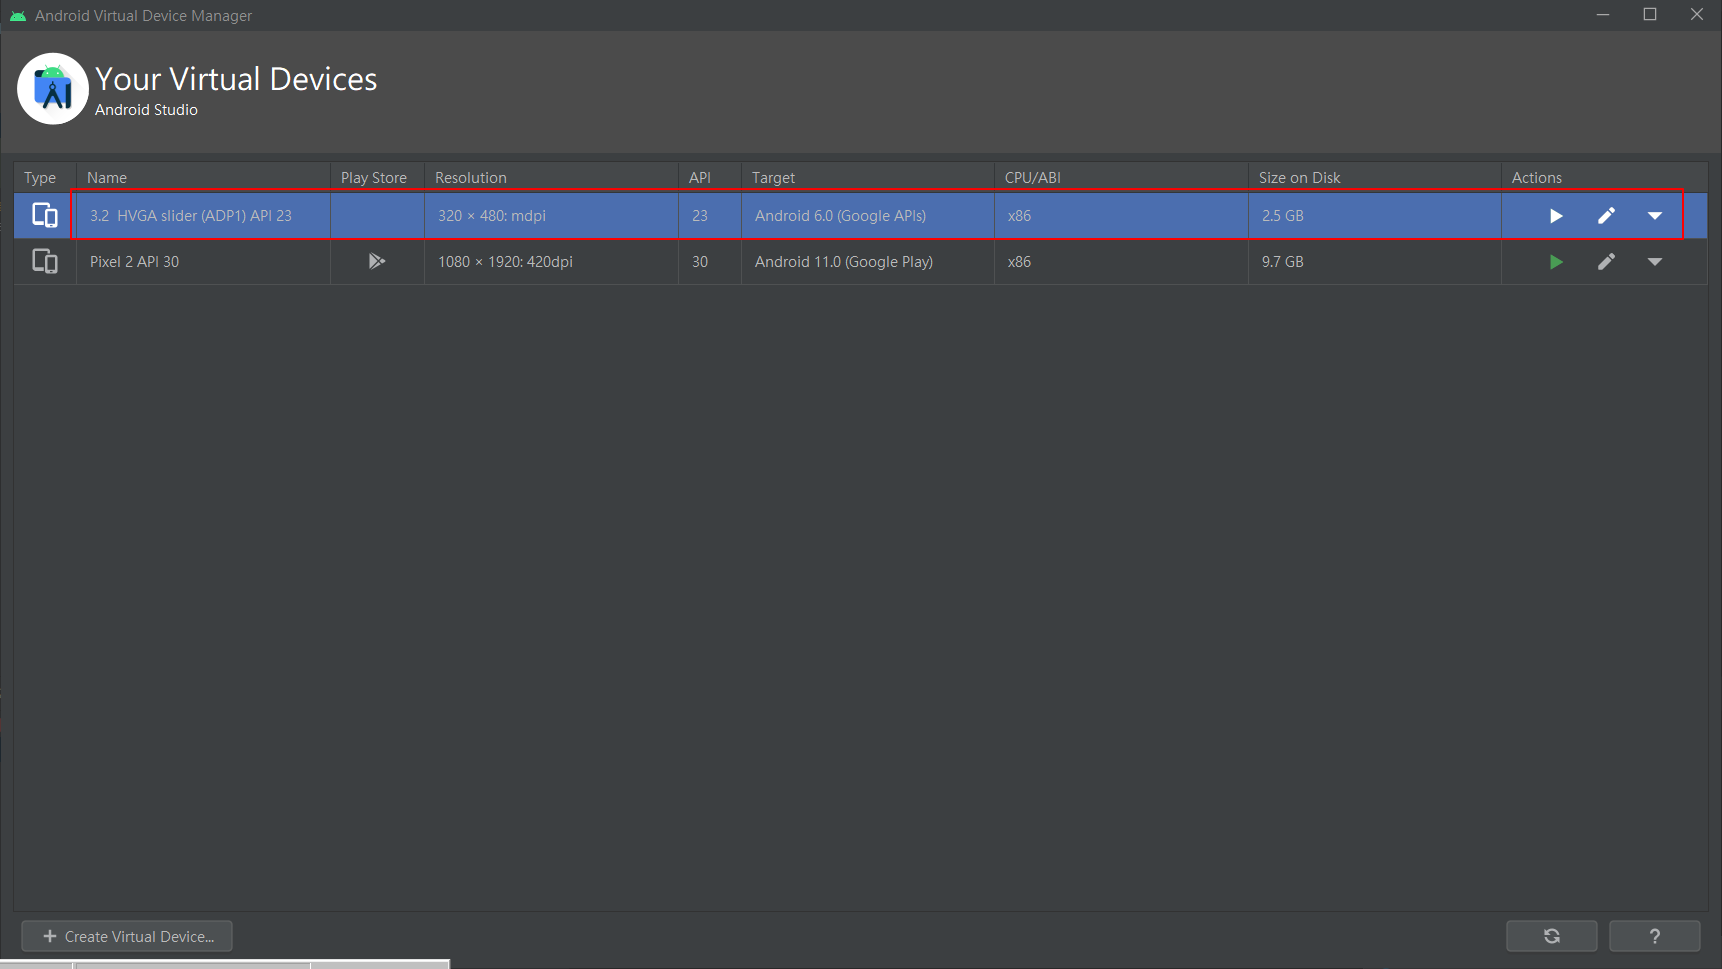 Android Virtual Device Manager
Your Virtual Devices
Android Studio
Type Name Play Store Resolution API Target CPU/ABI Size on Disk Actions
3.2 HVGA slider (ADP1) API 23 320 × 480: mdpi 23 Android 6.0 (Google APIs) x86 2.5 GB
Pixel 2 API 30 1080 × 1920: 420dpi 30 Android 11.0 (Google Play) x86 9.7 GB
+ Create Virtual Device... ?